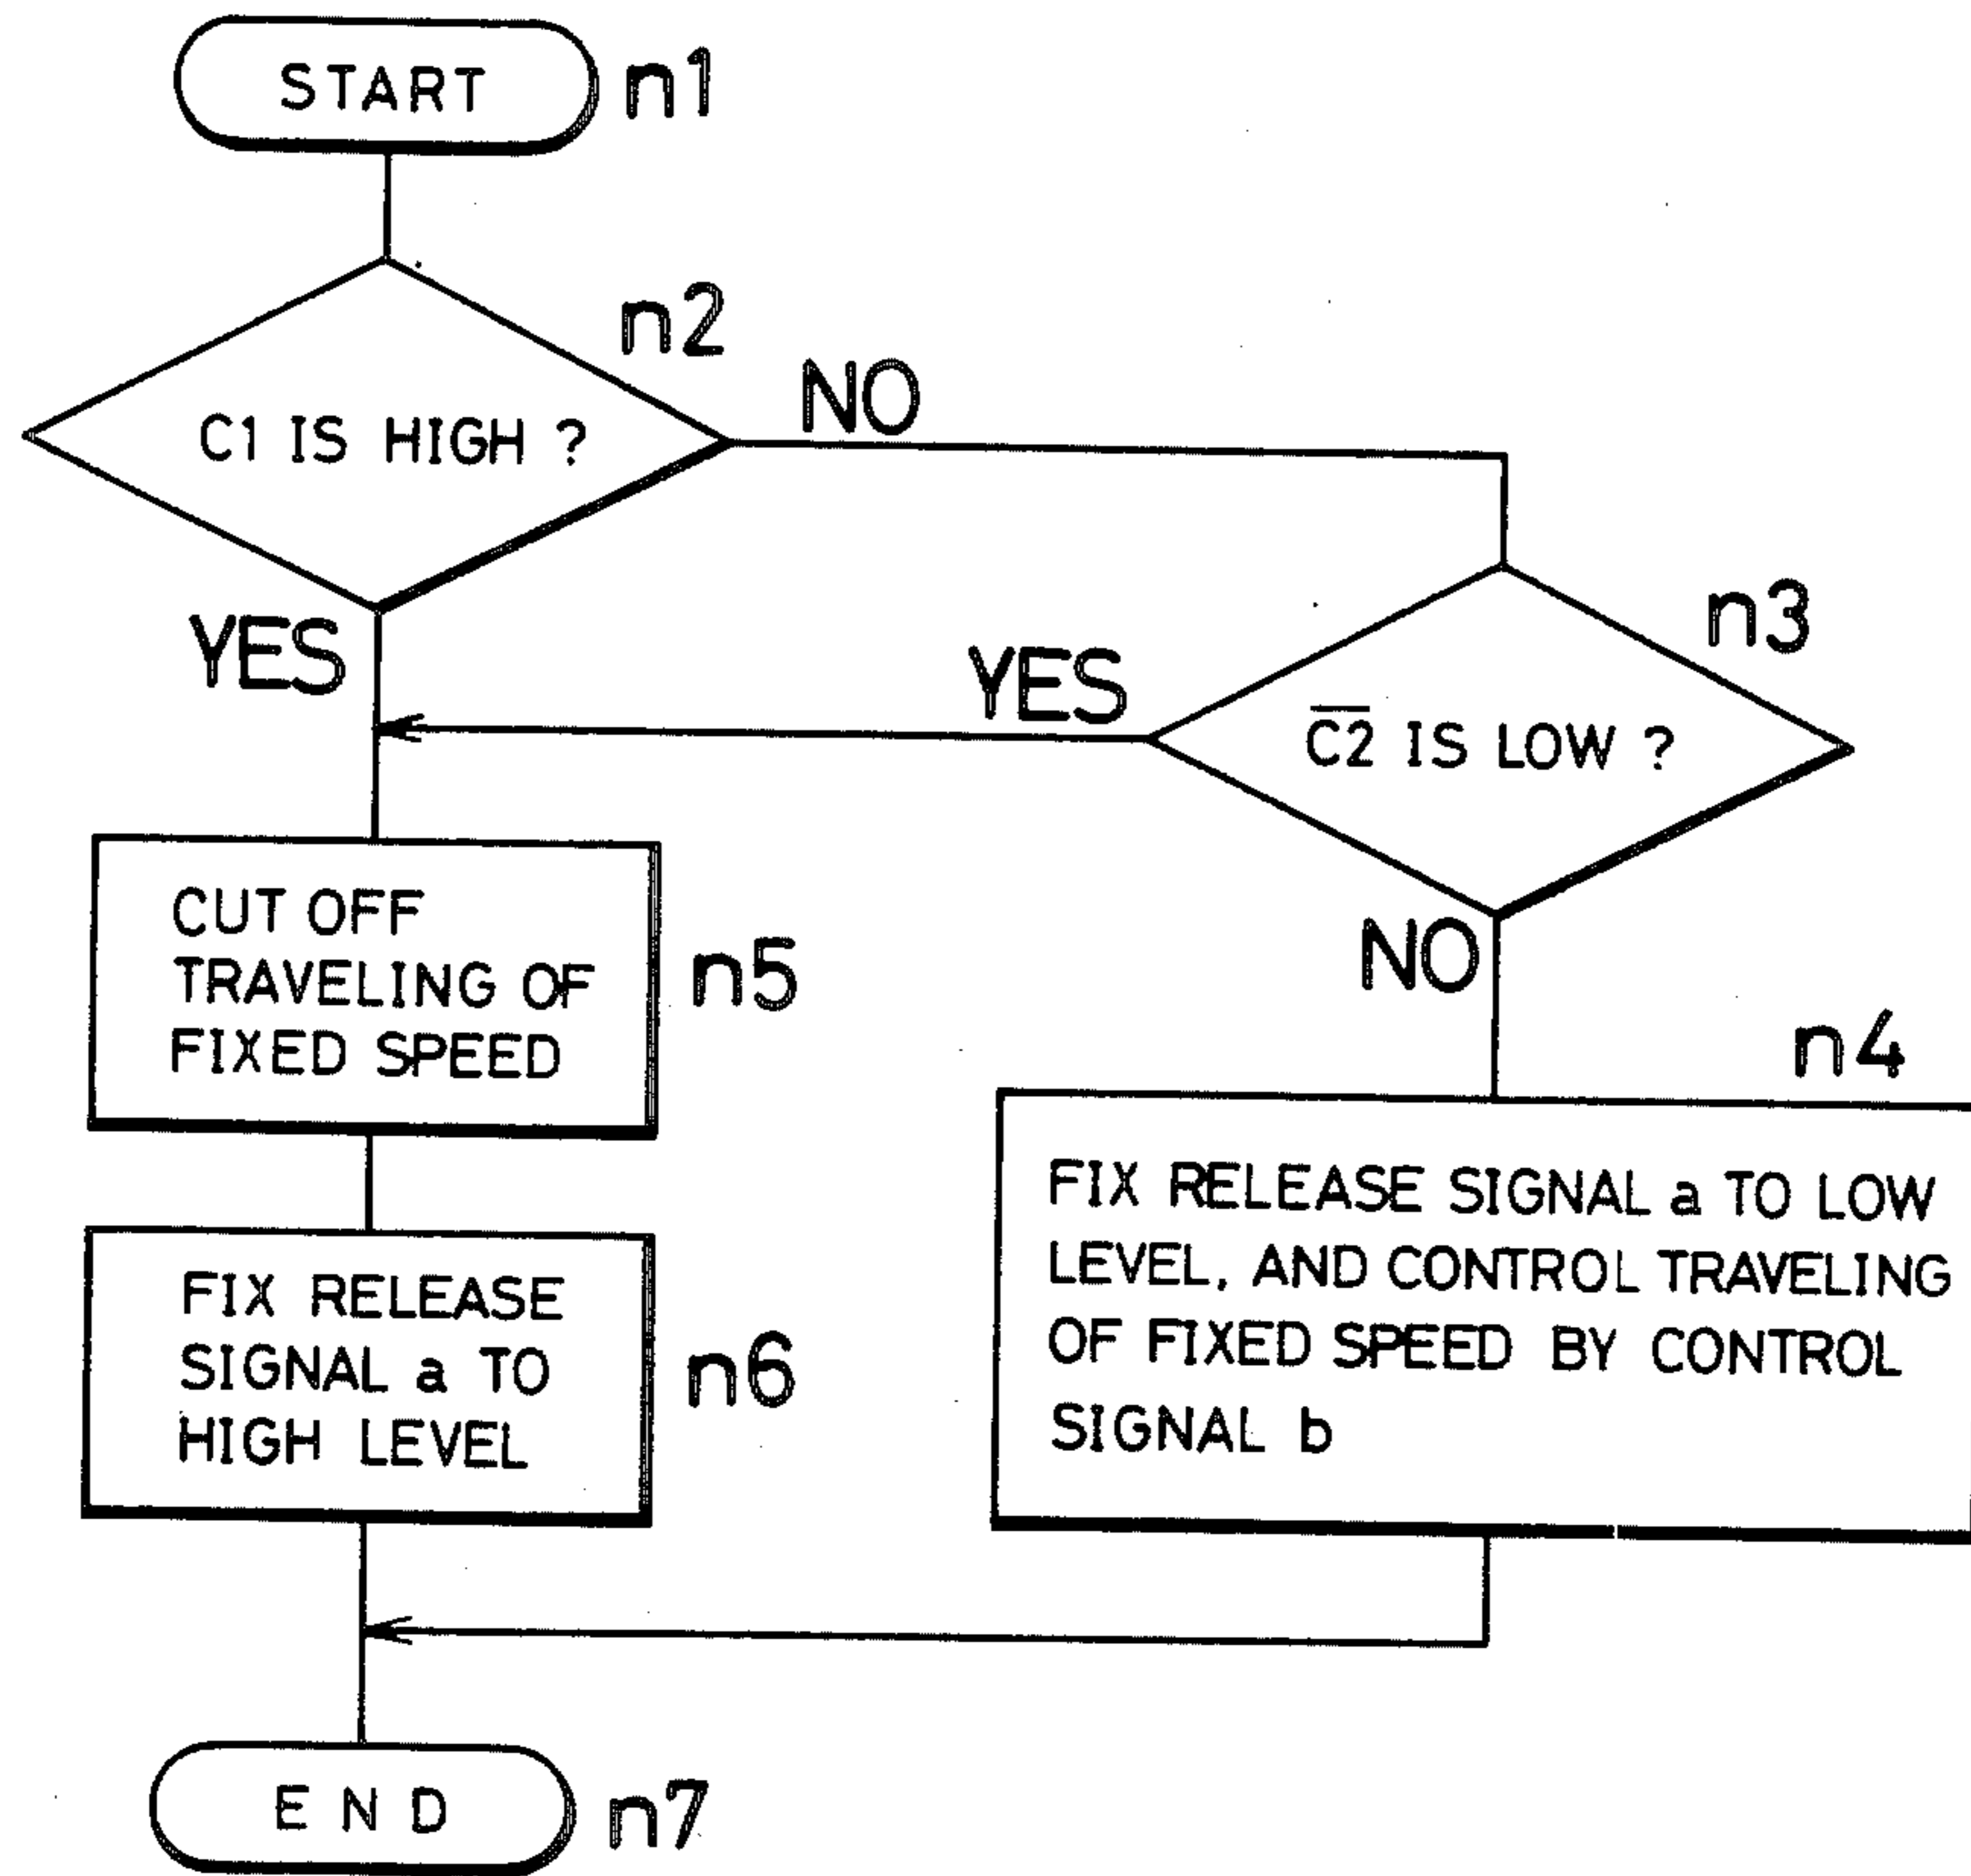 START
n1
n2
C1 IS HIGH ?
NO
YES
n3
C̅2̅ IS LOW ?
YES
NO
CUT OFF
TRAVELING OF
FIXED SPEED
n5
n4
FIX RELEASE SIGNAL a TO LOW
LEVEL, AND CONTROL TRAVELING
OF FIXED SPEED BY CONTROL
SIGNAL b
FIX RELEASE
SIGNAL a TO
HIGH LEVEL
n6
END
n7